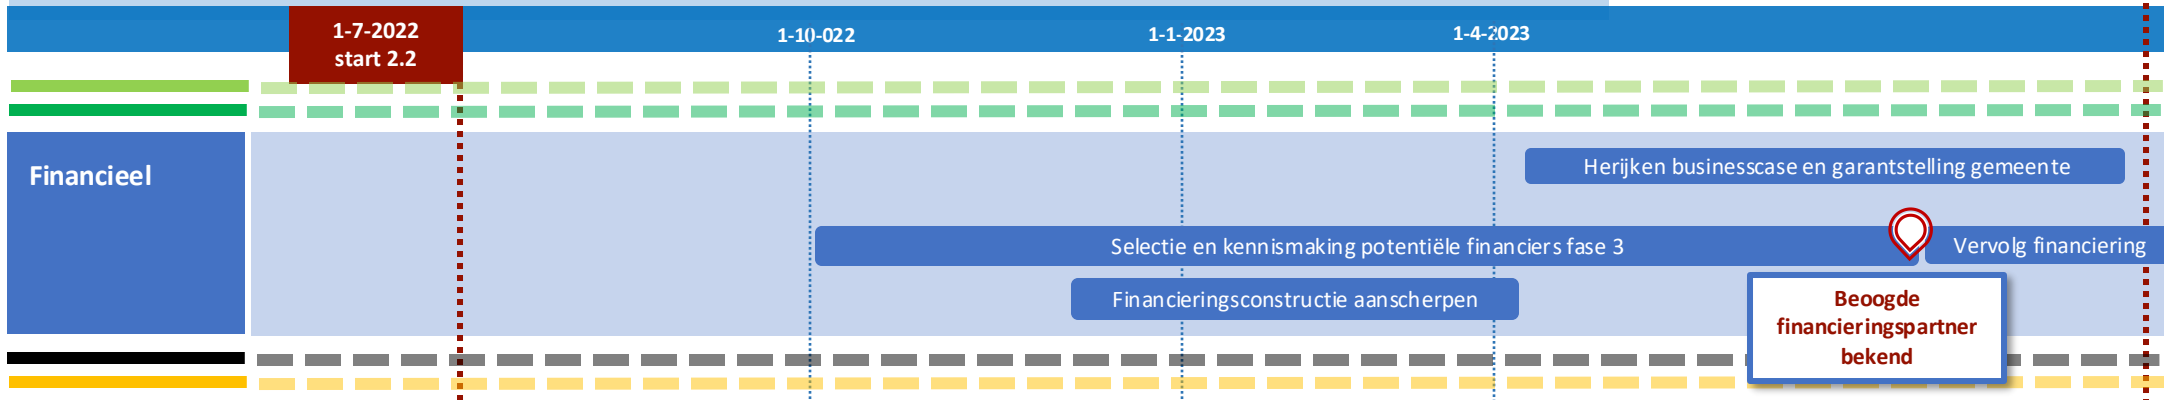 1-7-2022
start 2.2
1-10-022
1-1-2023
1-4-2023
Financieel
Herijken businesscase en garantstelling gemeente
Selectie en kennismaking potentiële financiers fase 3
Vervolg financiering
Financieringsconstructie aanscherpen
Beoogde
financieringspartner
bekend